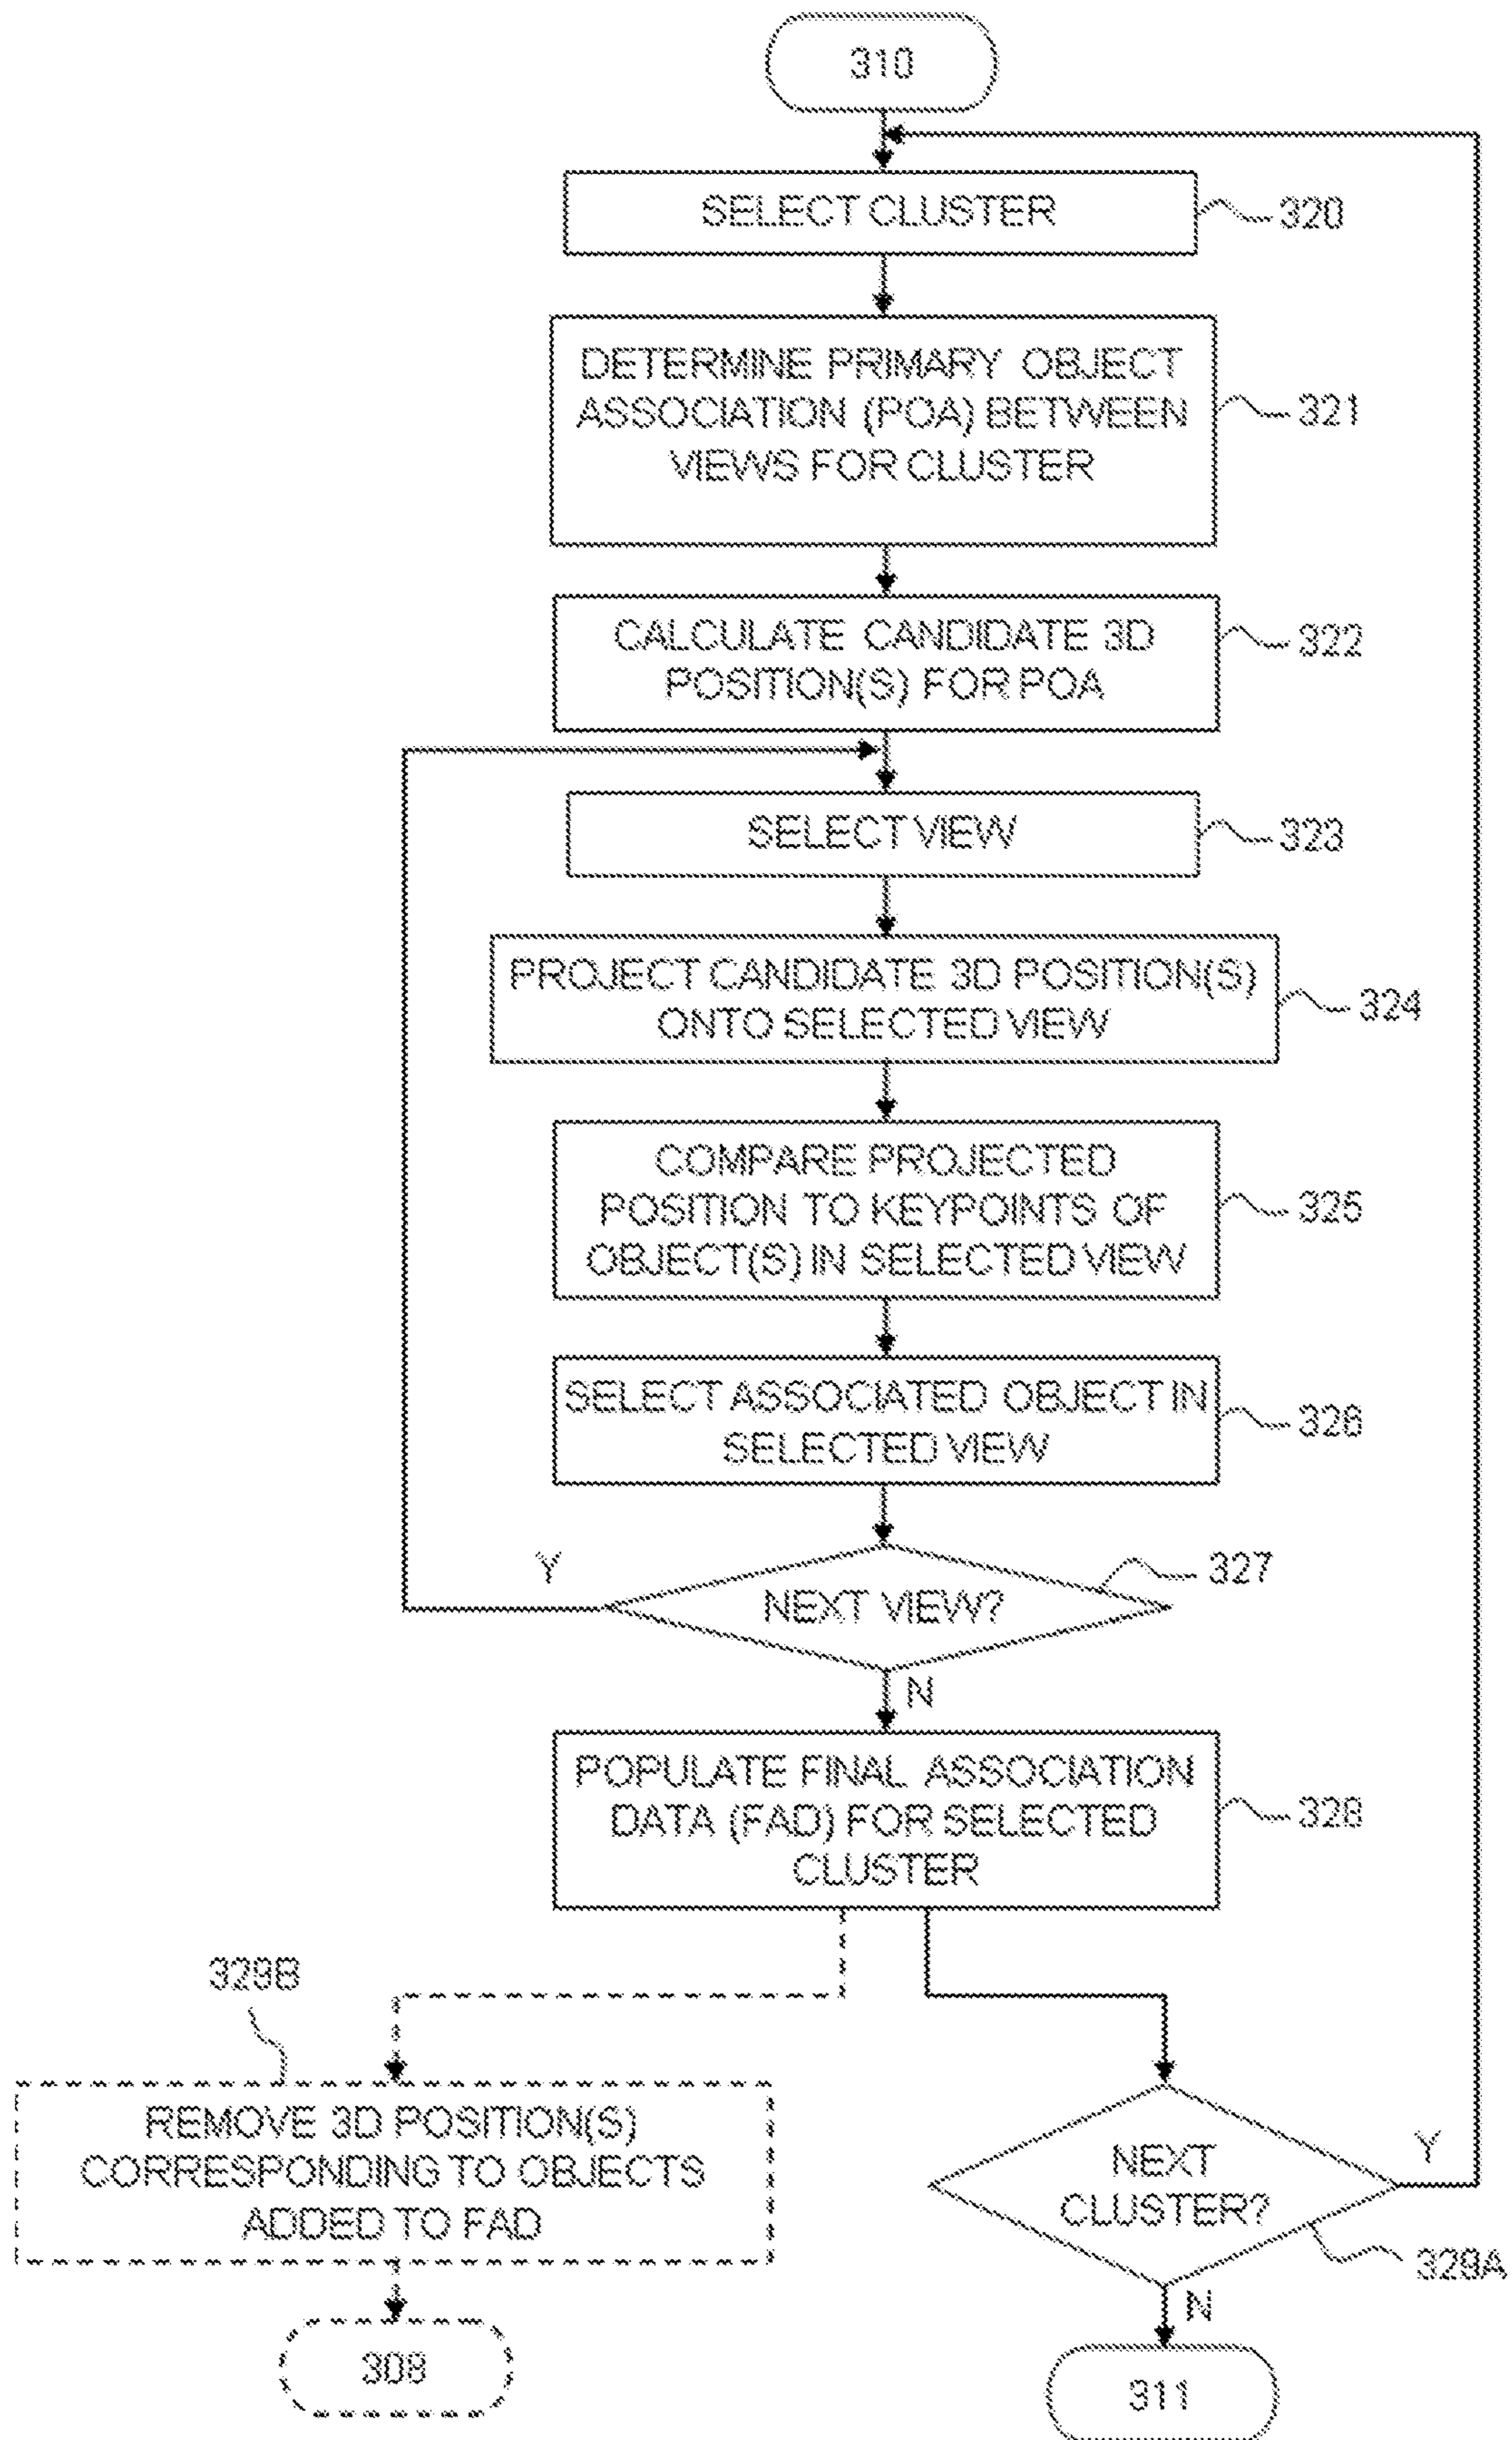 310
SELECT CLUSTER
320
DETERMINE PRIMARY OBJECT
ASSOCIATION (POA) BETWEEN
VIEWS FOR CLUSTER
321
CALCULATE CANDIDATE 3D
POSITION(S) FOR POA
322
SELECT VIEW
323
PROJECT CANDIDATE 3D POSITION(S)
ONTO SELECTED VIEW
324
COMPARE PROJECTED
POSITION TO KEYPOINTS OF
OBJECT(S) IN SELECTED VIEW
325
SELECT ASSOCIATED OBJECT IN
SELECTED VIEW
326
Y
NEXT VIEW?
327
N
POPULATE FINAL ASSOCIATION
DATA (FAD) FOR SELECTED
CLUSTER
328
329B
REMOVE 3D POSITION(S)
CORRESPONDING TO OBJECTS
ADDED TO FAD
308
NEXT
CLUSTER?
Y
329A
N
311